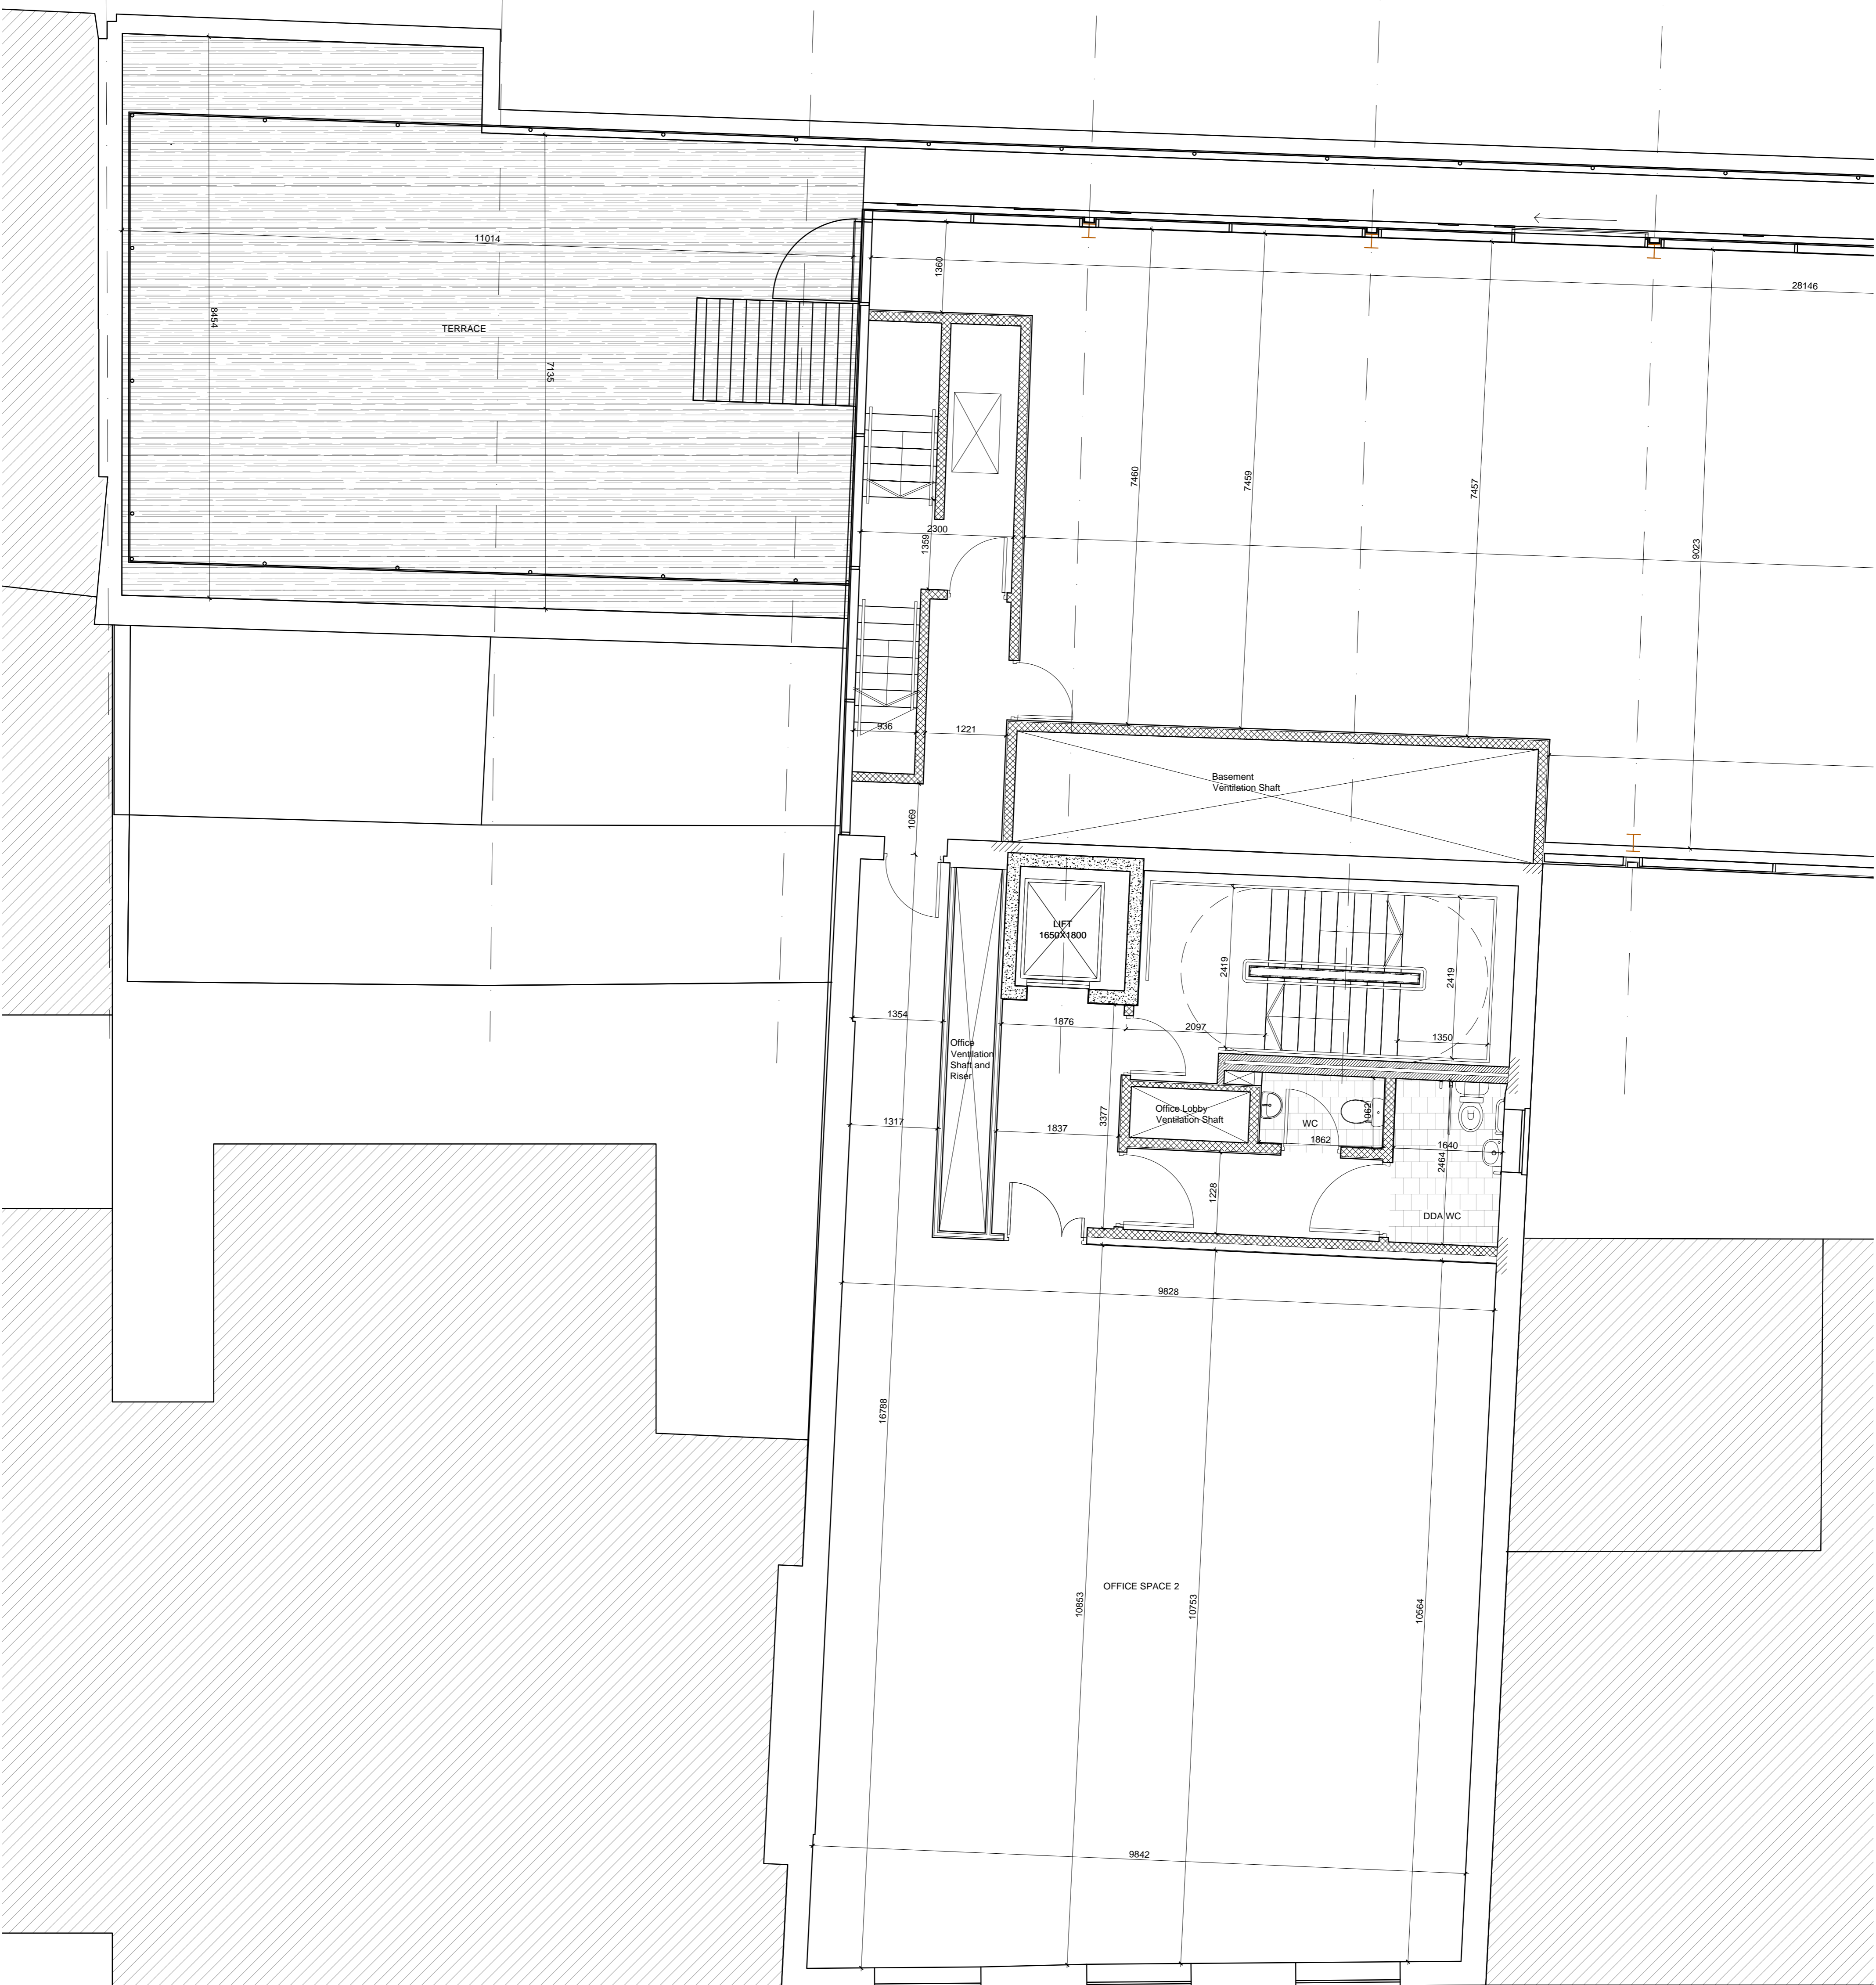 11014
8454
TERRACE
7135
1360
28146
7460
7459
7457
9023
2300
1359
936
1221
1069
Basement
Ventilation Shaft
LIFT
1650X1800
2419
2419
1354
1876
2097
1350
Office
Ventilation
Shaft and
Riser
1317
1837
3377
Office Lobby
Ventilation Shaft
WC
1062
1862
1640
2464
1228
DDA WC
9828
16788
OFFICE SPACE 2
10853
10753
10564
9842